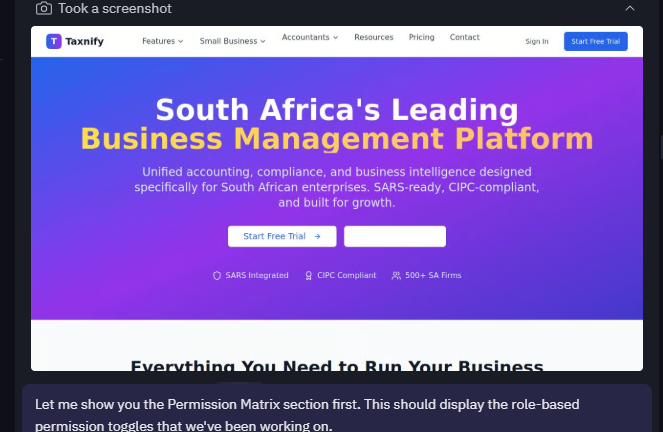 Took a screenshot
T Taxnify Features Small Business Accountants Resources Pricing Contact Sign In Start Free Trial
South Africa's Leading
Business Management Platform
Unified accounting, compliance, and business intelligence designed
specifically for South African enterprises. SARS-ready, CIPC-compliant,
and built for growth.
Start Free Trial →
SARS Integrated CIPC Compliant 500+ SA Firms
Everything You Need to Run Your Business
Let me show you the Permission Matrix section first. This should display the role-based
permission toggles that we've been working on.